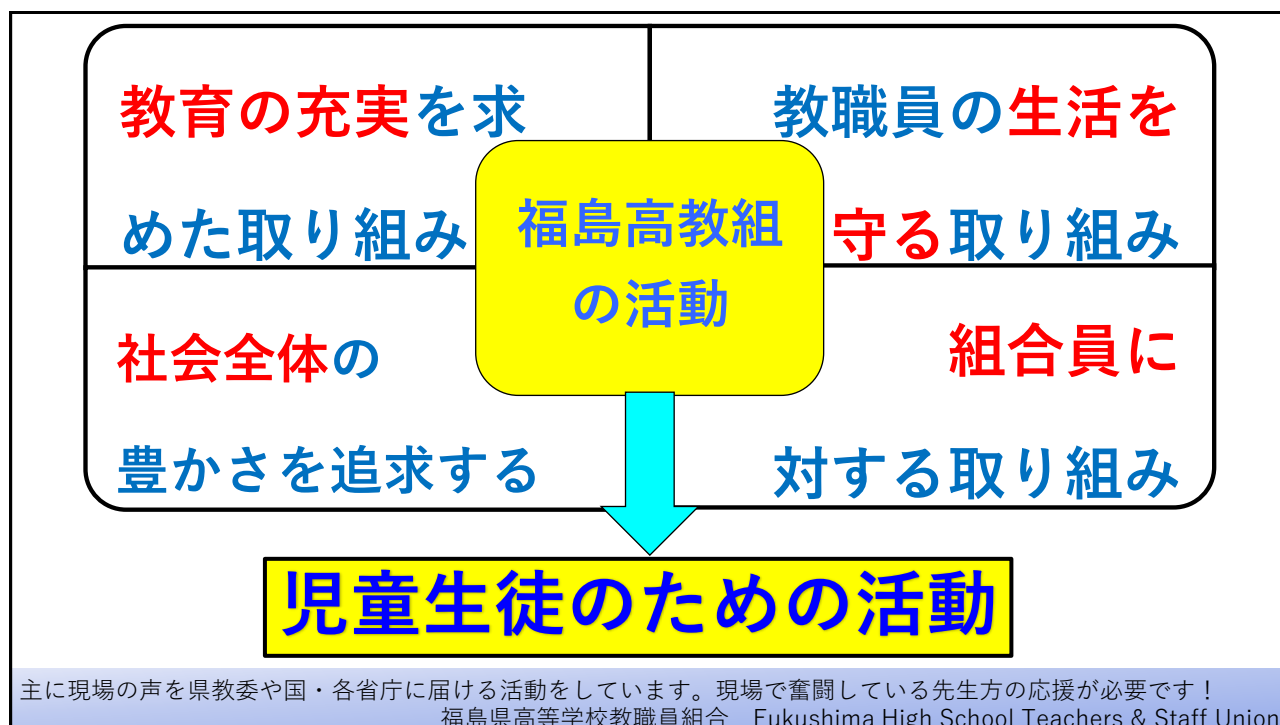 教育の充実を求
めた取り組み
教職員の生活を
守る取り組み
福島高教組
の活動
社会全体の
豊かさを追求する
組合員に
対する取り組み
児童生徒のための活動
主に現場の声を県教委や国・各省庁に届ける活動をしています。現場で奮闘している先生方の応援が必要です！
福島県高等学校教職員組合　Fukushima High School Teachers & Staff Union